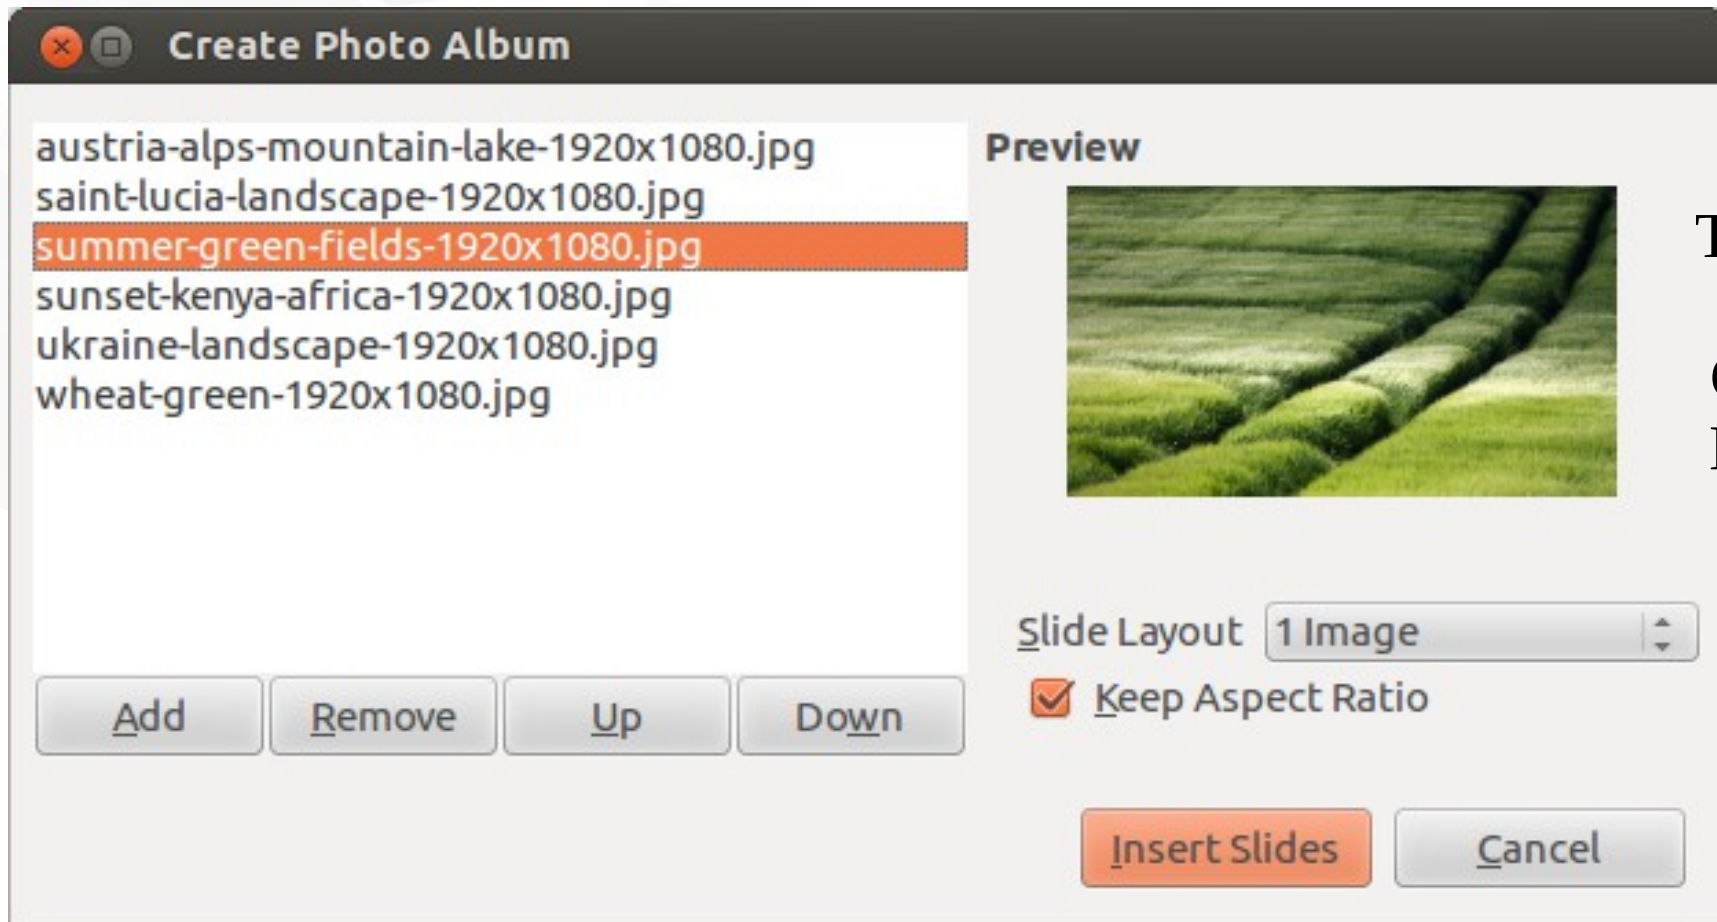 Create Photo Album
austria-alps-mountain-lake-1920x1080.jpg
saint-lucia-landscape-1920x1080.jpg
summer-green-fields-1920x1080.jpg
sunset-kenya-africa-1920x1080.jpg
ukraine-landscape-1920x1080.jpg
wheat-green-1920x1080.jpg
Add Remove Up Down
Preview
Slide Layout 1 Image
Keep Aspect Ratio
Insert Slides Cancel